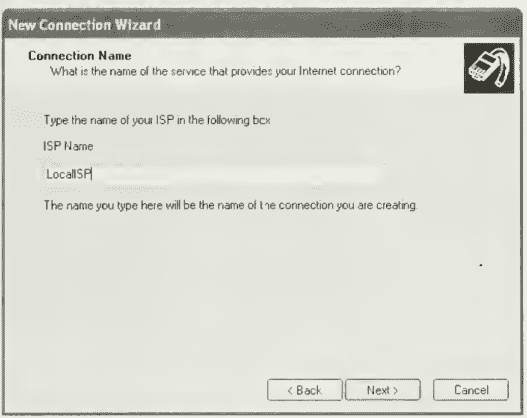 New Connection Wizard
Connection Name
What is the name of the service that provides your Internet connection?
Type the name of your ISP in the following box
ISP Name
LocalISP
The name you type here will be the name of the connection you are creating.
< Back
Next >
Cancel